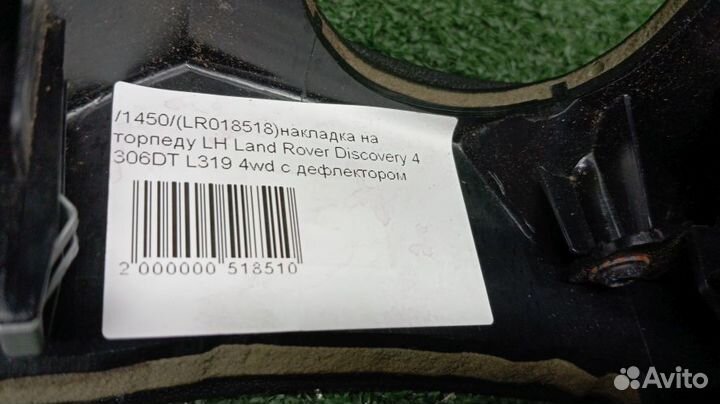 /1450/(LR018518)накладка на
торпеду LH Land Rover Discovery 4
306DT L319 4wd с дефлектором
2 000000 518510
Avito